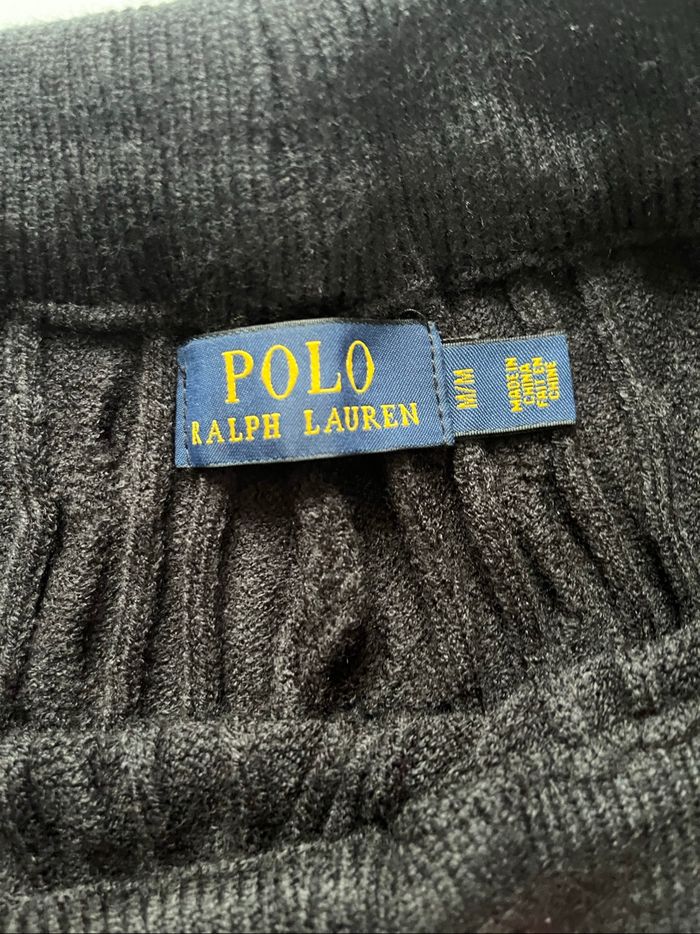 POLO
RALPH LAUREN
M/M
MADE IN
CHINA
FAIT EN
CHINE